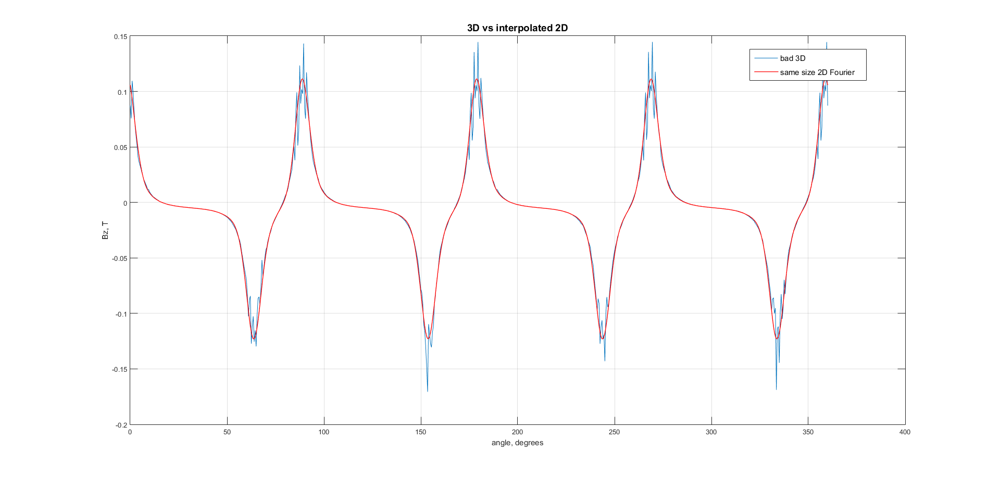 3D vs interpolated 2D
0.15
bad 3D
same size 2D Fourier
0.1
0.05
0
-0.05
-0.1
-0.15
-0.2
Bz, T
0 50 100 150 200 250 300 350 400
angle, degrees